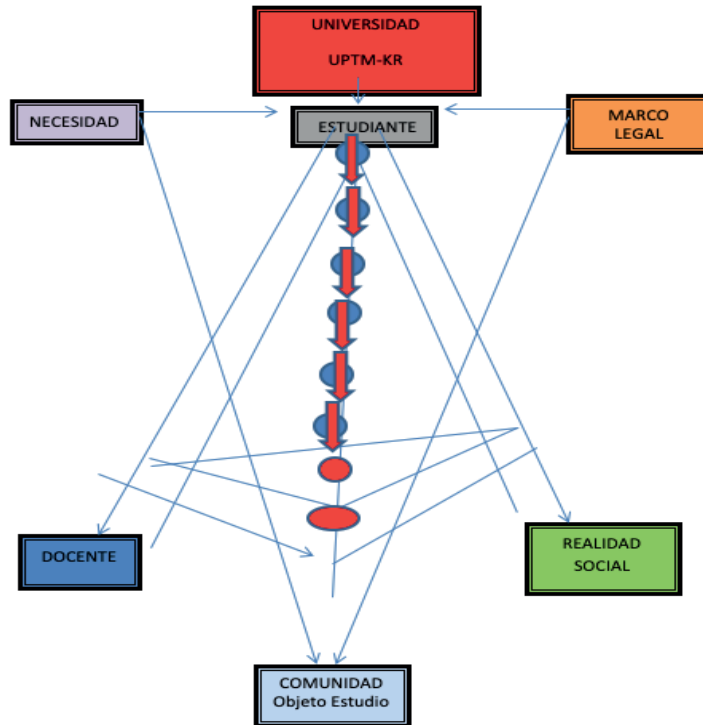 UNIVERSIDAD
UPTM-KR
NECESIDAD
ESTUDIANTE
MARCO
LEGAL
DOCENTE
REALIDAD
SOCIAL
COMUNIDAD
Objeto Estudio